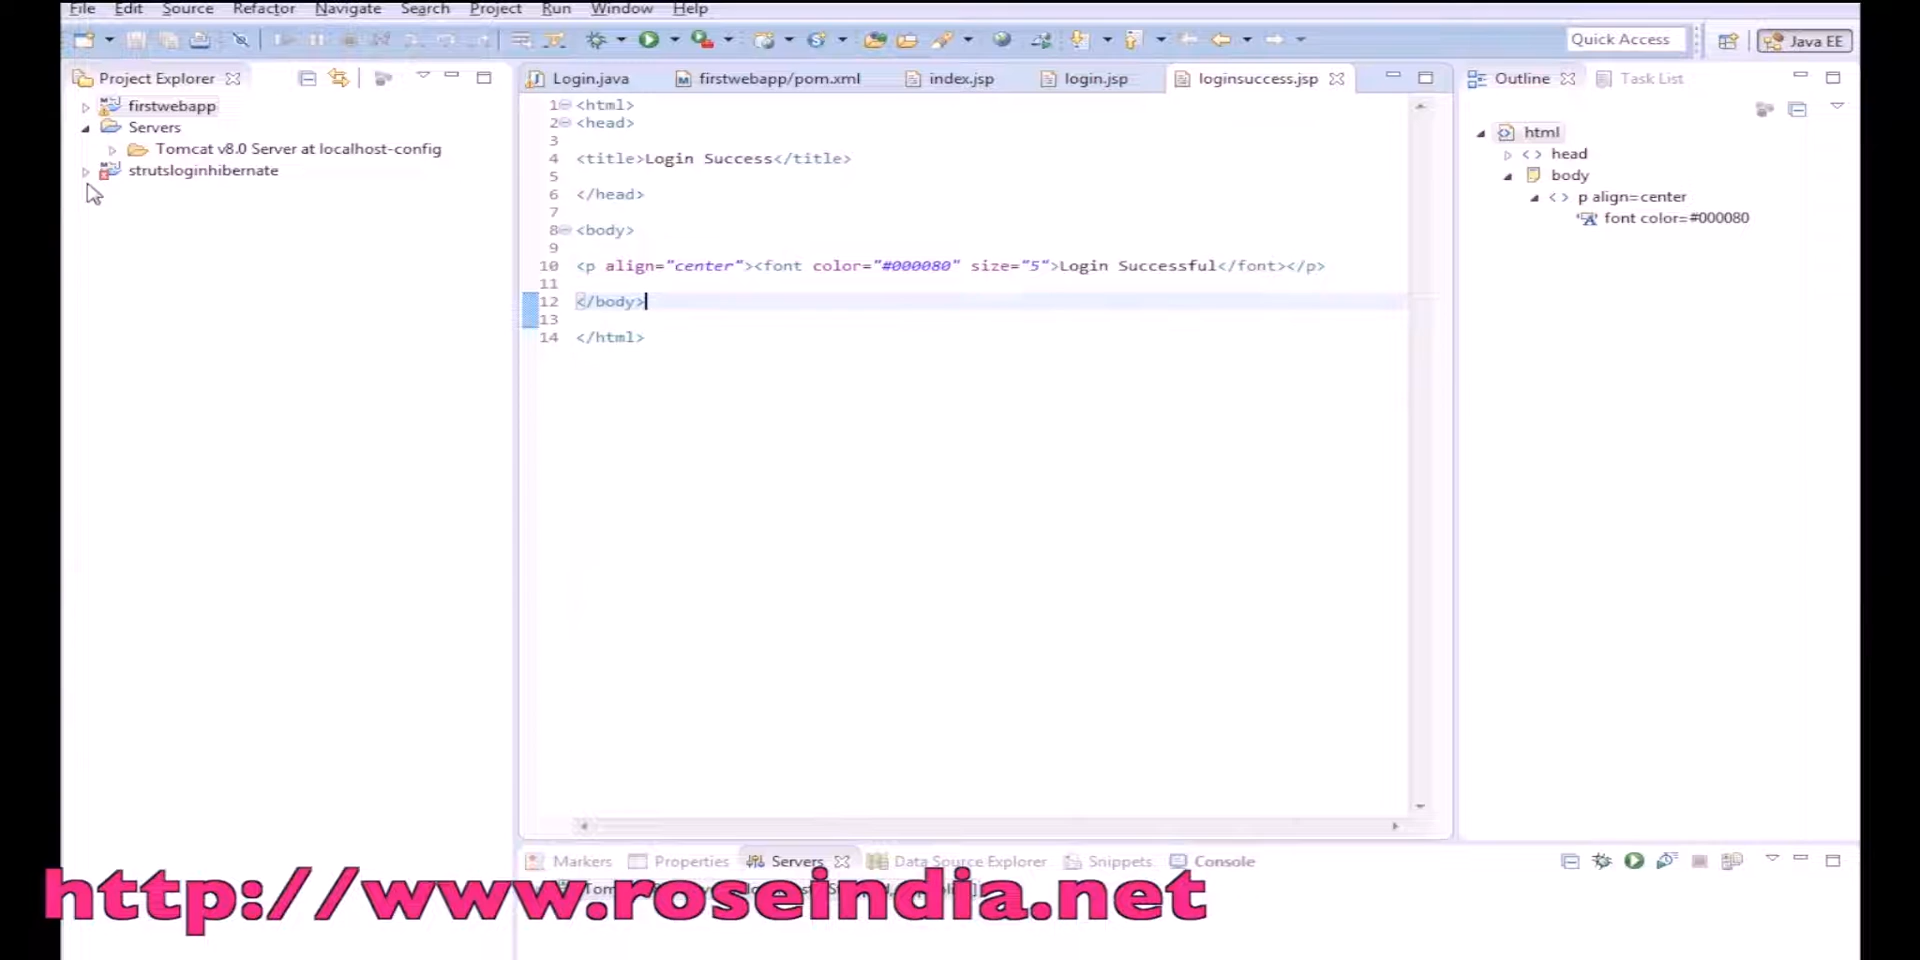 File Edit Source Refactor Navigate Search Project Run Window Help
Quick Access Java EE
Project Explorer
firstwebapp
Servers
Tomcat v8.0 Server at localhost-config
strutsloginhibernate
Login.java firstwebapp/pom.xml index.jsp login.jsp loginsuccess.jsp
1 <html>
2 <head>
3
4 <title>Login Success</title>
5
6 </head>
7
8 <body>
9
10 <p align="center"><font color="#000080" size="5">Login Successful</font></p>
11
12 </body>
13
14 </html>
Outline Task List
html
head
body
p align=center
font color=#000080
Markers Properties Servers Data Source Explorer Snippets Console
http://www.roseindia.net